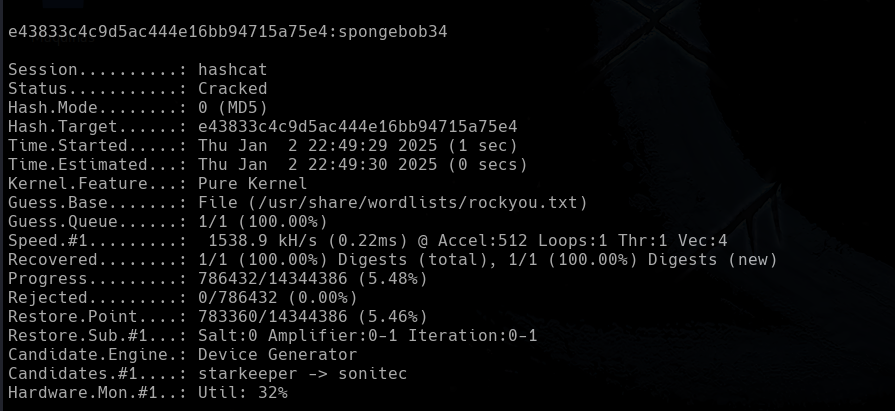 e43833c4c9d5ac444e16bb94715a75e4:spongebob34
Session..........: hashcat
Status...........: Cracked
Hash.Mode........: 0 (MD5)
Hash.Target......: e43833c4c9d5ac444e16bb94715a75e4
Time.Started.....: Thu Jan  2 22:49:29 2025 (1 sec)
Time.Estimated...: Thu Jan  2 22:49:30 2025 (0 secs)
Kernel.Feature...: Pure Kernel
Guess.Base.......: File (/usr/share/wordlists/rockyou.txt)
Guess.Queue......: 1/1 (100.00%)
Speed.#1.........:  1538.9 kH/s (0.22ms) @ Accel:512 Loops:1 Thr:1 Vec:4
Recovered........: 1/1 (100.00%) Digests (total), 1/1 (100.00%) Digests (new)
Progress.........: 786432/14344386 (5.48%)
Rejected.........: 0/786432 (0.00%)
Restore.Point....: 783360/14344386 (5.46%)
Restore.Sub.#1...: Salt:0 Amplifier:0-1 Iteration:0-1
Candidate.Engine.: Device Generator
Candidates.#1....: starkeeper -> sonitec
Hardware.Mon.#1..: Util: 32%